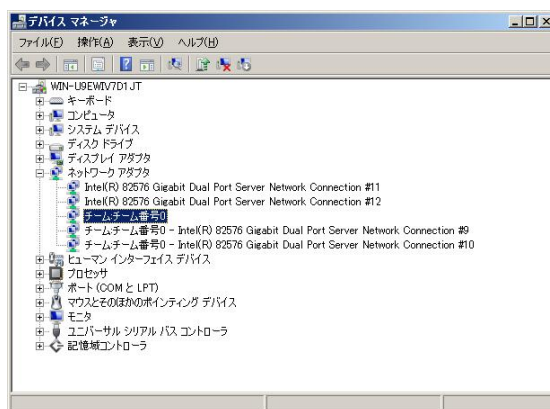 デバイス マネージャ
ファイル(F) 操作(A) 表示(V) ヘルプ(H)
WIN-U9EWIV7D1JT
キーボード
コンピュータ
システム デバイス
ディスク ドライブ
ディスプレイ アダプタ
ネットワーク アダプタ
Intel(R) 82576 Gigabit Dual Port Server Network Connection #11
Intel(R) 82576 Gigabit Dual Port Server Network Connection #12
チーム:チーム番号0
チーム:チーム番号0 - Intel(R) 82576 Gigabit Dual Port Server Network Connection #9
チーム:チーム番号0 - Intel(R) 82576 Gigabit Dual Port Server Network Connection #10
ヒューマン インターフェイス デバイス
プロセッサ
ポート (COM と LPT)
マウスとそのほかのポインティング デバイス
モニタ
ユニバーサル シリアル バス コントローラ
記憶域コントローラ